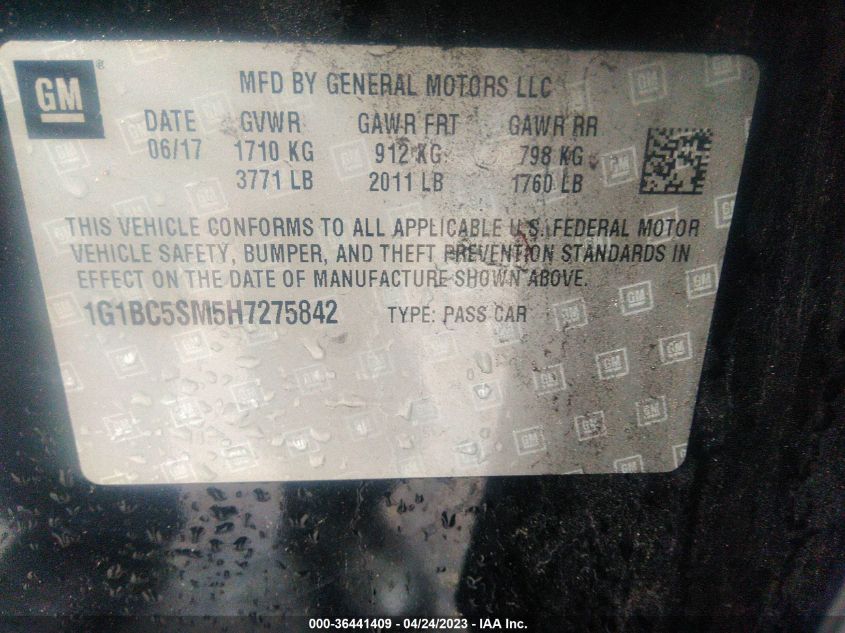 GM
MFD BY GENERAL MOTORS LLC
DATE GVWR GAWR FRT GAWR RR
06/17 1710 KG 912 KG 798 KG
3771 LB 2011 LB 1760 LB
THIS VEHICLE CONFORMS TO ALL APPLICABLE U.S. FEDERAL MOTOR
VEHICLE SAFETY, BUMPER, AND THEFT PREVENTION STANDARDS IN
EFFECT ON THE DATE OF MANUFACTURE SHOWN ABOVE.
1G1BC5SM5H7275842 TYPE: PASS CAR
000-36441409 - 04/24/2023 - IAA Inc.